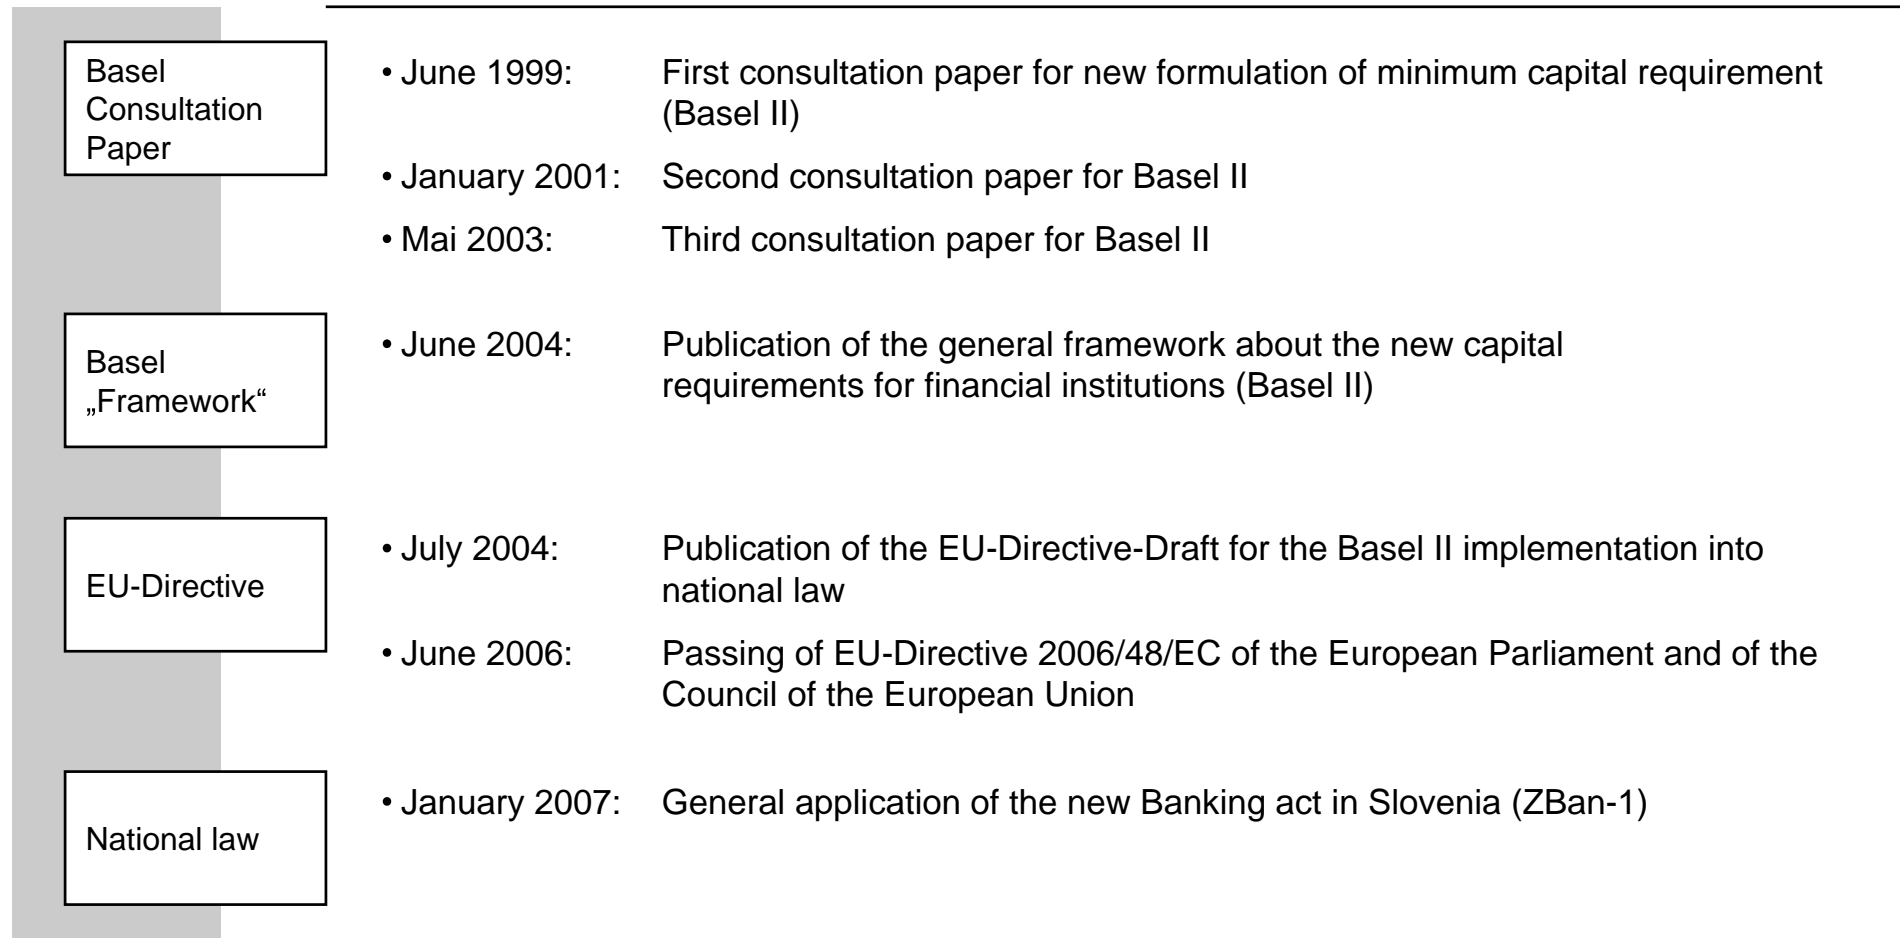 Basel
Consultation
Paper
• June 1999: First consultation paper for new formulation of minimum capital requirement
(Basel II)
• January 2001: Second consultation paper for Basel II
• Mai 2003: Third consultation paper for Basel II
Basel
„Framework“
• June 2004: Publication of the general framework about the new capital
requirements for financial institutions (Basel II)
EU-Directive
• July 2004: Publication of the EU-Directive-Draft for the Basel II implementation into
national law
• June 2006: Passing of EU-Directive 2006/48/EC of the European Parliament and of the
Council of the European Union
National law
• January 2007: General application of the new Banking act in Slovenia (ZBan-1)